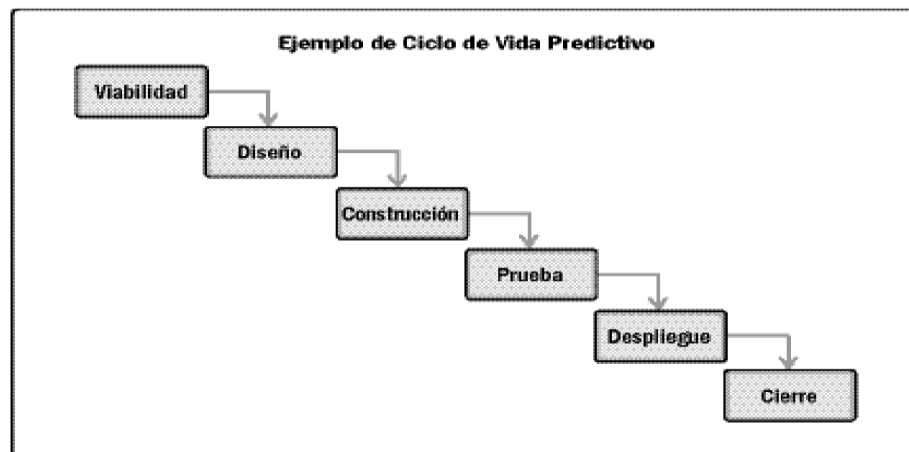 Ejemplo de Ciclo de Vida Predictivo
Viabilidad
Diseño
Construcción
Prueba
Despliegue
Cierre